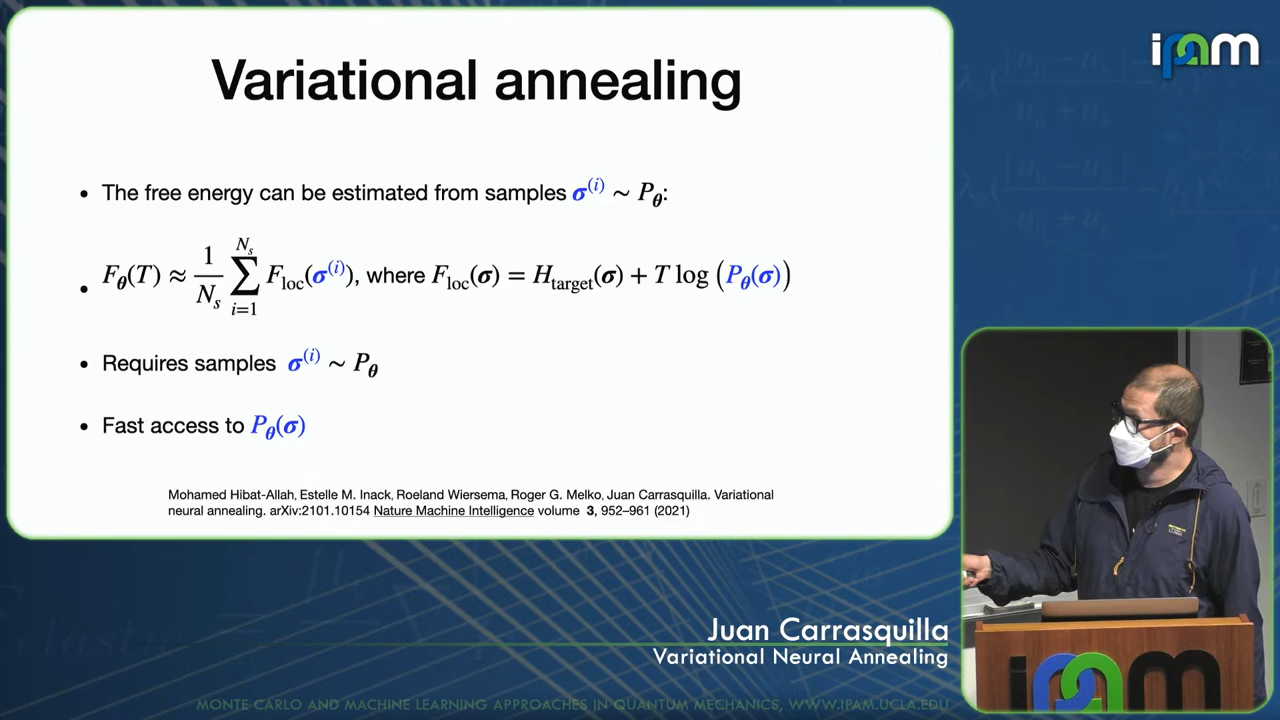 Variational annealing
ipam
• The free energy can be estimated from samples σ^(i) ∼ P_θ:
• F_θ(T) ≈ 1/N_s ∑_{i=1}^{N_s} F_loc(σ^(i)), where F_loc(σ) = H_target(σ) + T log (P_θ(σ))
• Requires samples σ^(i) ∼ P_θ
• Fast access to P_θ(σ)
Mohamed Hibat-Allah, Estelle M. Inack, Roeland Wiersema, Roger G. Melko, Juan Carrasquilla. Variational
neural annealing. arXiv:2101.10154 Nature Machine Intelligence volume 3, 952–961 (2021)
Juan Carrasquilla
Variational Neural Annealing
ipam
MONTE CARLO AND MACHINE LEARNING APPROACHES IN QUANTUM MECHANICS, WWW.IPAM.UCLA.EDU